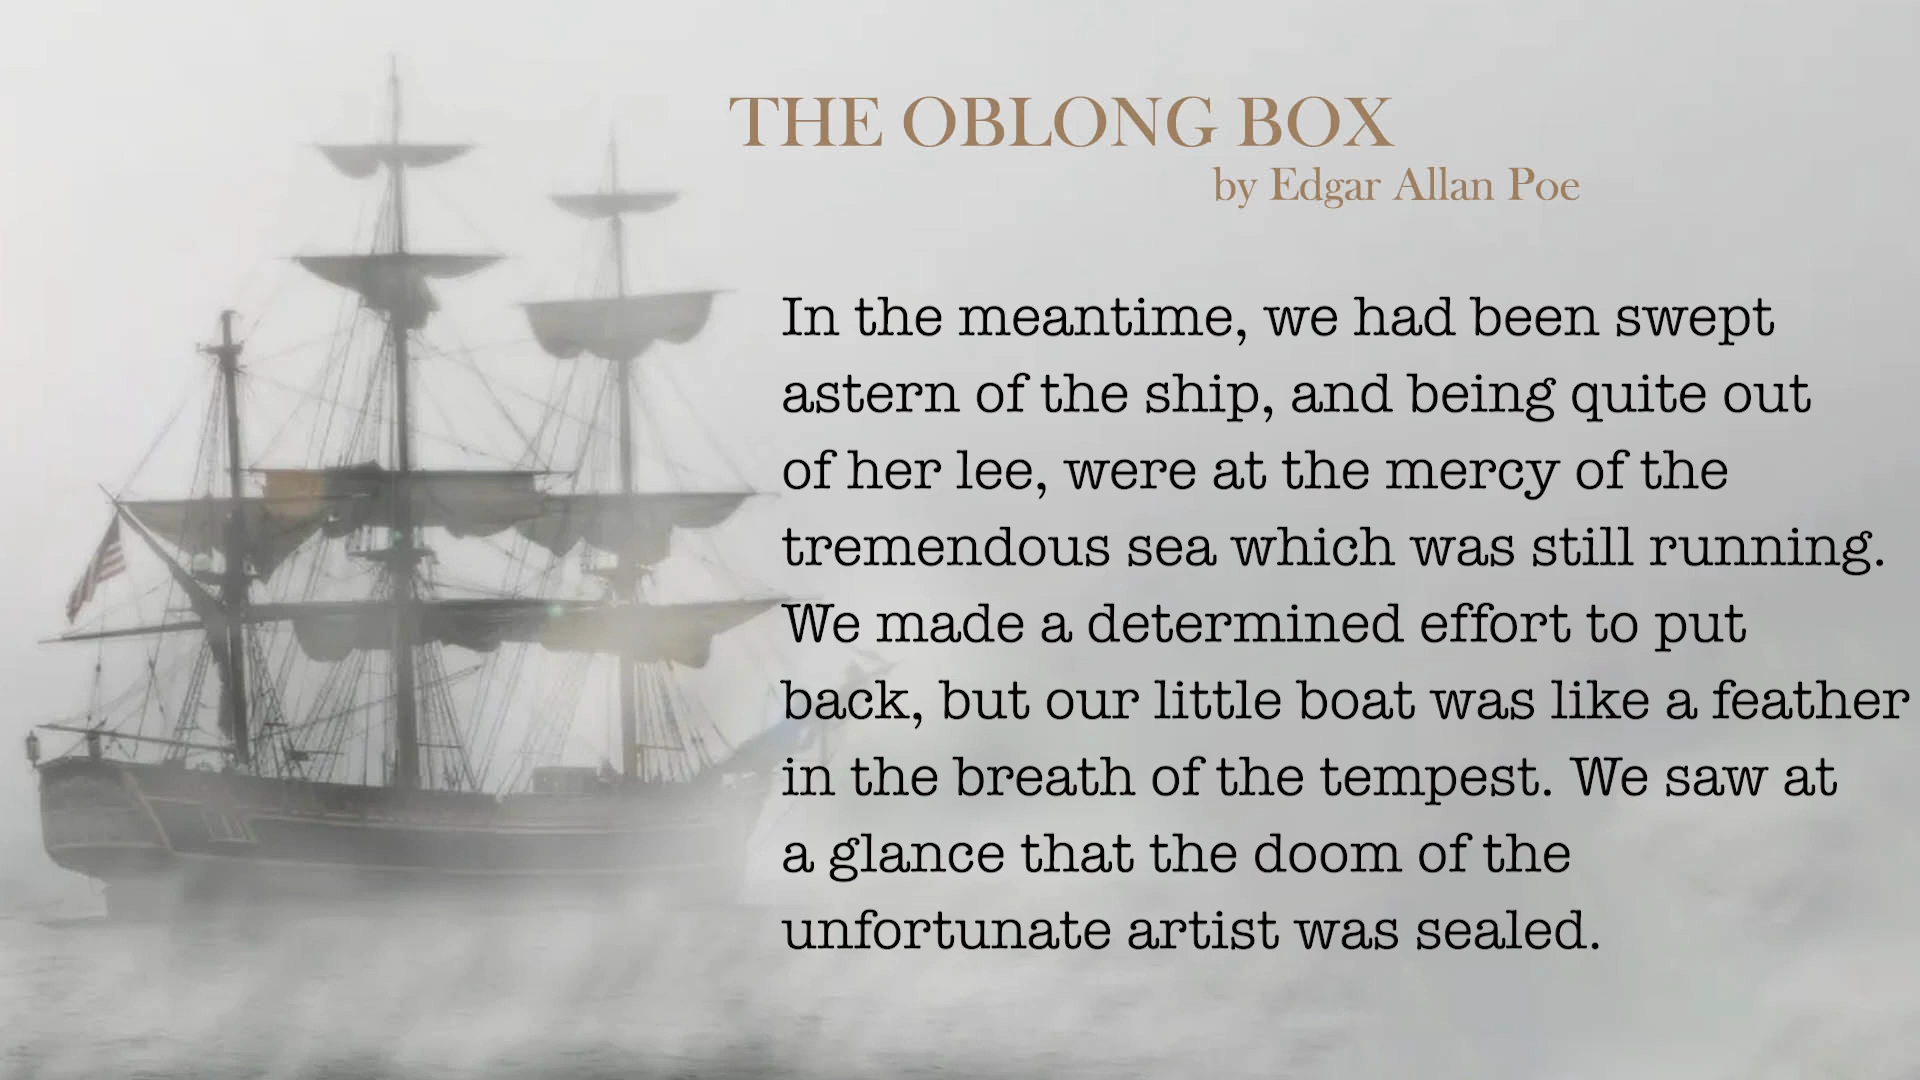 THE OBLONG BOX
by Edgar Allan Poe
In the meantime, we had been swept
astern of the ship, and being quite out
of her lee, were at the mercy of the
tremendous sea which was still running.
We made a determined effort to put
back, but our little boat was like a feather
in the breath of the tempest. We saw at
a glance that the doom of the
unfortunate artist was sealed.